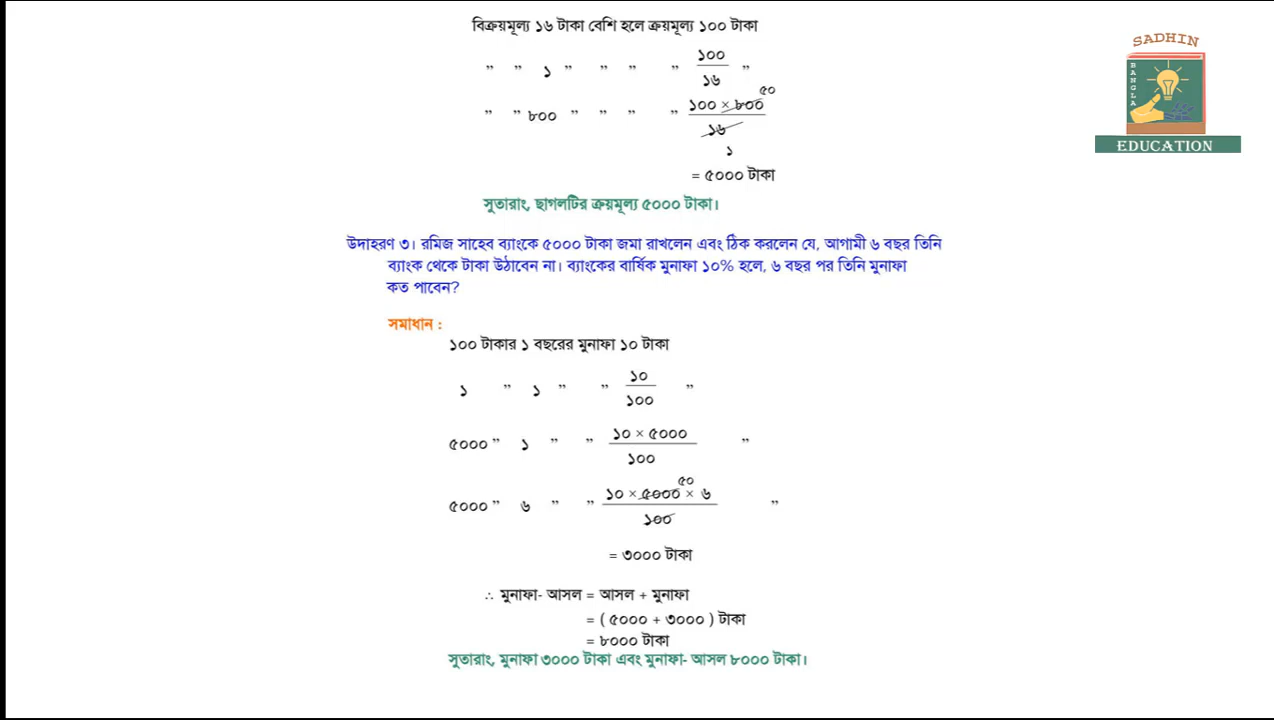 বিক্রয়মূল্য ১৬ টাকা বেশি হলে ক্রয়মূল্য ১০০ টাকা
” ” ১ ” ” ” ” ১০০/১৬ ”
” ” ৮০০ ” ” ” ” ১০০ × ৮০০/১৬ ৫০ ১
= ৫০০০ টাকা
সুতারাং, ছাগলটির ক্রয়মূল্য ৫০০০ টাকা।
উদাহরণ ৩। রমিজ সাহেব ব্যাংকে ৫০০০ টাকা জমা রাখলেন এবং ঠিক করলেন যে, আগামী ৬ বছর তিনি
ব্যাংক থেকে টাকা উঠাবেন না। ব্যাংকের বার্ষিক মুনাফা ১০% হলে, ৬ বছর পর তিনি মুনাফা
কত পাবেন?
সমাধান :
১০০ টাকার ১ বছরের মুনাফা ১০ টাকা
১ ” ১ ” ” ১০/১০০ ”
৫০০০ ” ১ ” ” ১০ × ৫০০০/১০০ ”
৫০০০ ” ৬ ” ” ১০ × ৫০০০ × ৬/১০০ ৫০ ”
= ৩০০০ টাকা
∴ মুনাফা- আসল = আসল + মুনাফা
= ( ৫০০০ + ৩০০০ ) টাকা
= ৮০০০ টাকা
সুতারাং, মুনাফা ৩০০০ টাকা এবং মুনাফা- আসল ৮০০০ টাকা।
SADHIN
BANGLA
EDUCATION